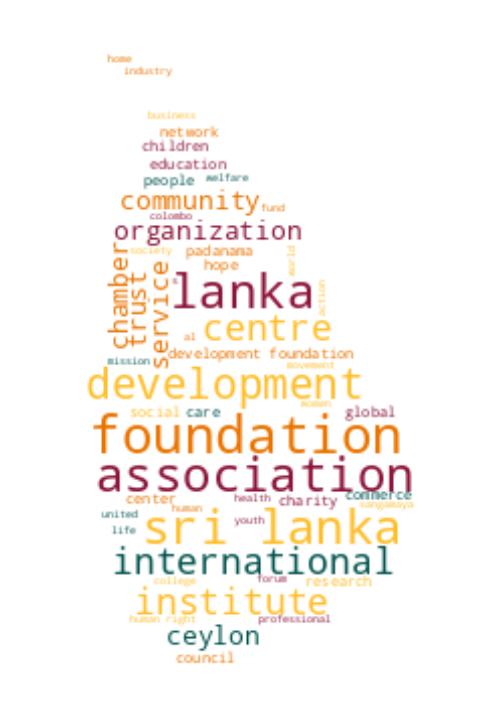 home
industry
business
network
children
education
people welfare
community fund
colombo
organization
society padanama world
hope
chamber trust service
lanka
action
centre
al
mission development foundation
movement
development
women
social care global
foundation
association
center health charity commerce
human sangamaya
united youth
life sri lanka
international
college forum research
institute
human right professional
ceylon
council